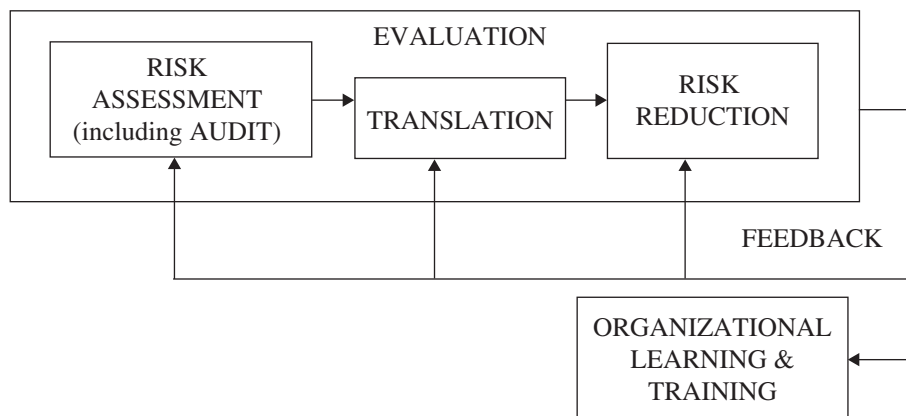 EVALUATION
RISK
ASSESSMENT
(including AUDIT)
TRANSLATION
RISK
REDUCTION
FEEDBACK
ORGANIZATIONAL
LEARNING &
TRAINING